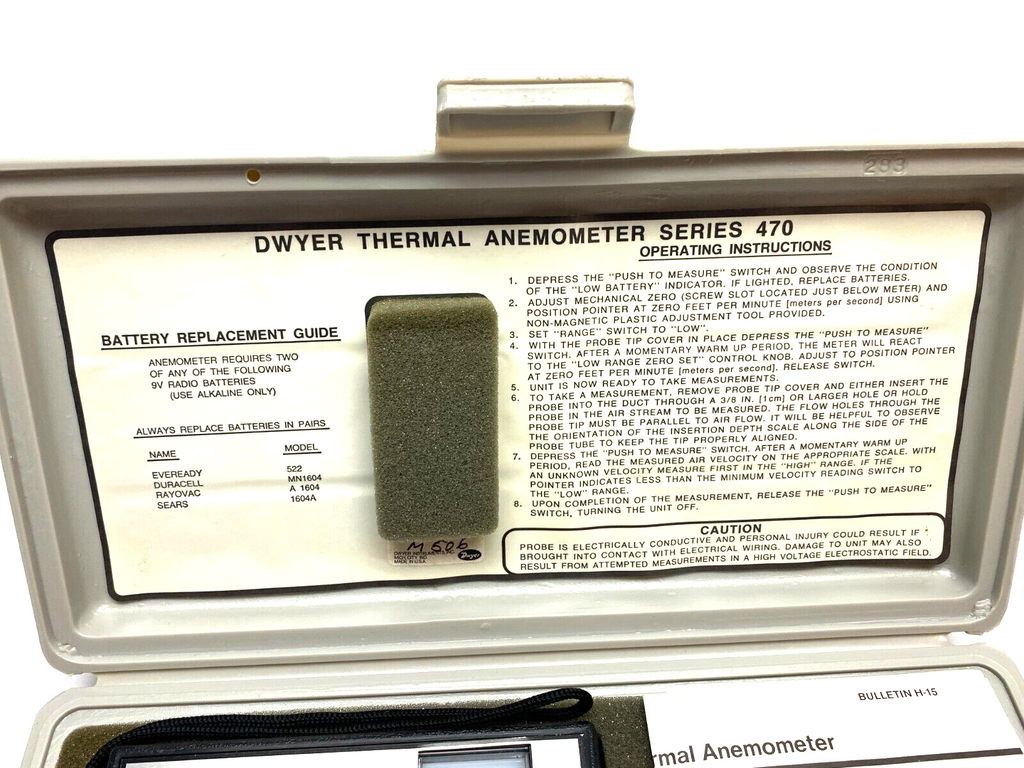 283
DWYER THERMAL ANEMOMETER SERIES 470
BATTERY REPLACEMENT GUIDE
ANEMOMETER REQUIRES TWO
OF ANY OF THE FOLLOWING
9V RADIO BATTERIES
(USE ALKALINE ONLY)
ALWAYS REPLACE BATTERIES IN PAIRS
NAME MODEL
EVEREADY 522
DURACELL MN1604
RAYOVAC A 1604
SEARS 1604A
OPERATING INSTRUCTIONS
1. DEPRESS THE "PUSH TO MEASURE" SWITCH AND OBSERVE THE CONDITION
OF THE "LOW BATTERY" INDICATOR. IF LIGHTED, REPLACE BATTERIES.
2. ADJUST MECHANICAL ZERO (SCREW SLOT LOCATED JUST BELOW METER) AND
POSITION POINTER AT ZERO FEET PER MINUTE [meters per second] USING
NON-MAGNETIC PLASTIC ADJUSTMENT TOOL PROVIDED.
3. SET "RANGE" SWITCH TO "LOW".
4. WITH THE PROBE TIP COVER IN PLACE DEPRESS THE "PUSH TO MEASURE"
SWITCH. AFTER A MOMENTARY WARM UP PERIOD, THE METER WILL REACT
TO THE "LOW RANGE ZERO SET" CONTROL KNOB. ADJUST TO POSITION POINTER
AT ZERO FEET PER MINUTE [meters per second]. RELEASE SWITCH.
5. UNIT IS NOW READY TO TAKE MEASUREMENTS.
6. TO TAKE A MEASUREMENT, REMOVE PROBE TIP COVER AND EITHER INSERT THE
PROBE INTO THE DUCT THROUGH A 3/8 IN. [1cm] OR LARGER HOLE OR HOLD
PROBE IN THE AIR STREAM TO BE MEASURED. THE FLOW HOLES THROUGH THE
PROBE TIP MUST BE PARALLEL TO AIR FLOW. IT WILL BE HELPFUL TO OBSERVE
THE ORIENTATION OF THE INSERTION DEPTH SCALE ALONG THE SIDE OF THE
PROBE TUBE TO KEEP THE TIP PROPERLY ALIGNED.
7. DEPRESS THE "PUSH TO MEASURE" SWITCH. AFTER A MOMENTARY WARM UP
PERIOD, READ THE MEASURED AIR VELOCITY ON THE APPROPRIATE SCALE. WITH
AN UNKNOWN VELOCITY MEASURE FIRST IN THE "HIGH" RANGE. IF THE
POINTER INDICATES LESS THAN THE MINIMUM VELOCITY READING SWITCH TO
THE "LOW" RANGE.
8. UPON COMPLETION OF THE MEASUREMENT, RELEASE THE "PUSH TO MEASURE"
SWITCH, TURNING THE UNIT OFF.
CAUTION
PROBE IS ELECTRICALLY CONDUCTIVE AND PERSONAL INJURY COULD RESULT IF
BROUGHT INTO CONTACT WITH ELECTRICAL WIRING. DAMAGE TO UNIT MAY ALSO
RESULT FROM ATTEMPTED MEASUREMENTS IN A HIGH VOLTAGE ELECTROSTATIC FIELD.
M 506
DWYER INSTRUMENTS
MICH. CITY, IND.
MADE IN U.S.A.
Dwyer
BULLETIN H-15
rmal Anemometer